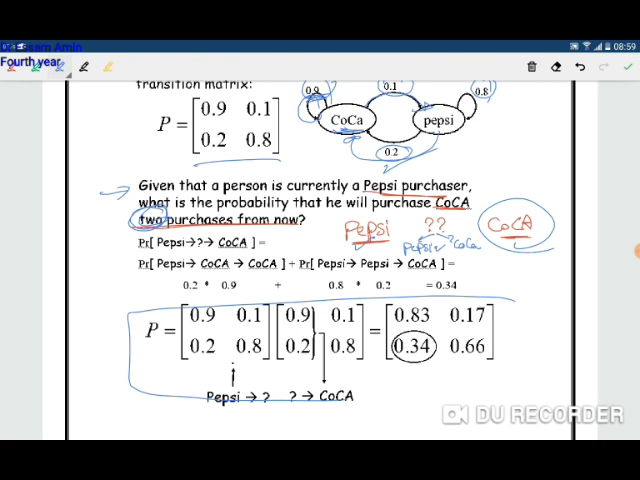 08:59
Dr. Essam Amin
Fourth year
transition matrix:
0.9 0.1
P = [0.9 0.1
0.2 0.8]
CoCa pepsi
0.8
0.2
Given that a person is currently a Pepsi purchaser,
what is the probability that he will purchase CoCA
two purchases from now?
Pepsi ?? CoCA
Pepsi CoCa
Pr[ Pepsi→?→ CoCA ] =
Pr[ Pepsi→ CoCA → CoCA ] + Pr[ Pepsi→ Pepsi → CoCA ] =
0.2 * 0.9 + 0.8 * 0.2 = 0.34
P = [0.9 0.1 [0.9 0.1 = [0.83 0.17
0.2 0.8] 0.2 0.8] 0.34 0.66]
Pepsi → ? ? → CoCA
DU RECORDER